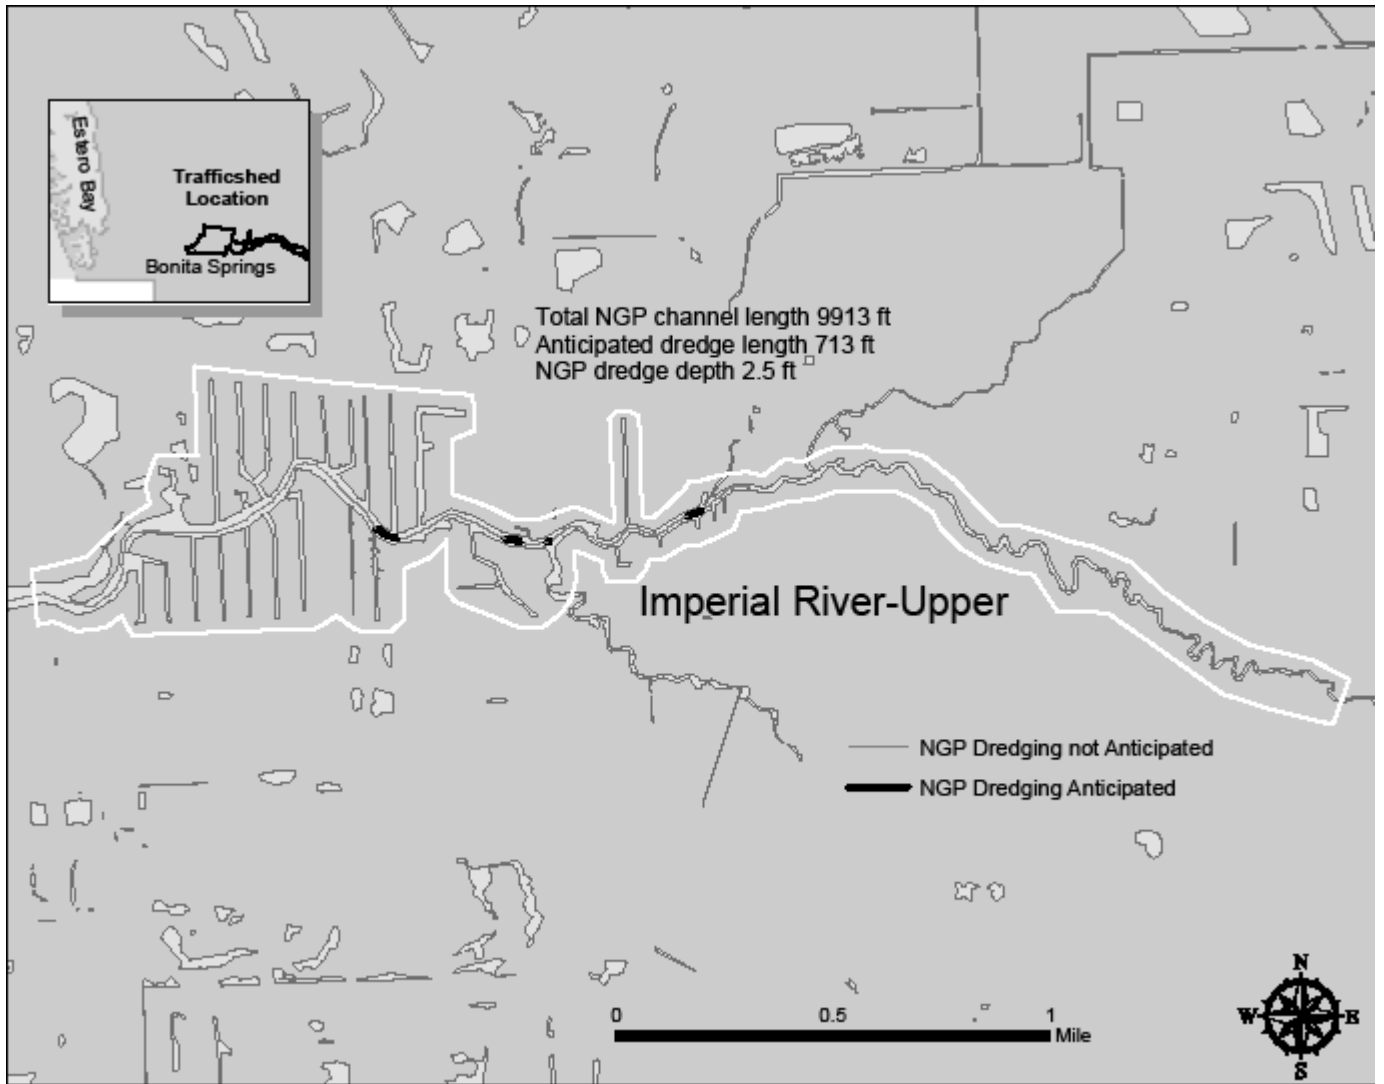 Estero Bay
Trafficshed
Location
Bonita Springs
Total NGP channel length 9913 ft
Anticipated dredge length 713 ft
NGP dredge depth 2.5 ft
Imperial River-Upper
NGP Dredging not Anticipated
NGP Dredging Anticipated
N
W E
S
0 0.5 1
Mile